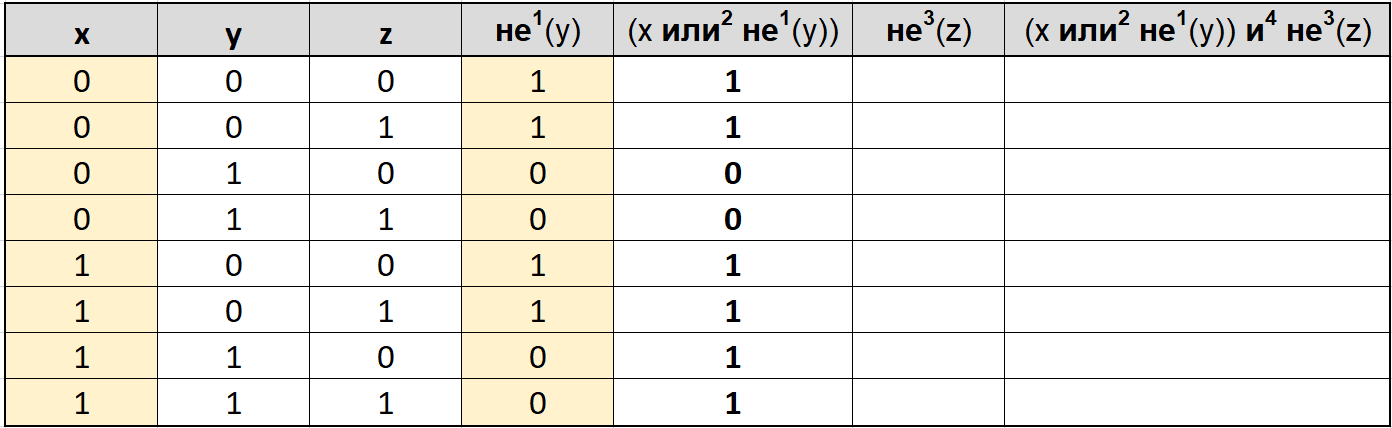 x y z не¹(y) (x или² не¹(y)) не³(z) (x или² не¹(y)) и⁴ не³(z)
0 0 0 1 1
0 0 1 1 1
0 1 0 0 0
0 1 1 0 0
1 0 0 1 1
1 0 1 1 1
1 1 0 0 1
1 1 1 0 1